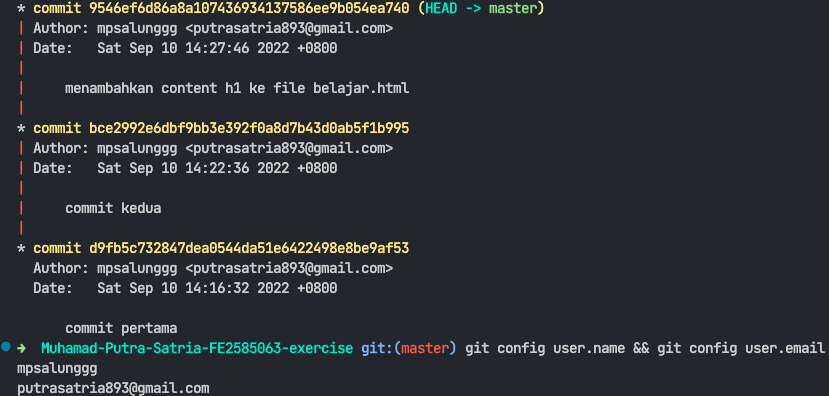 * commit 9546ef6d86a8a107436934137586ee9b054ea740 (HEAD -> master)
| Author: mpsalunggg <putrasatria893@gmail.com>
| Date:   Sat Sep 10 14:27:46 2022 +0800
|
|     menambahkan content h1 ke file belajar.html
|
* commit bce2992e6dbf9bb3e392f0a8d7b43d0ab5f1b995
| Author: mpsalunggg <putrasatria893@gmail.com>
| Date:   Sat Sep 10 14:22:36 2022 +0800
|
|     commit kedua
|
* commit d9fb5c732847dea0544da51e6422498e8be9af53
  Author: mpsalunggg <putrasatria893@gmail.com>
  Date:   Sat Sep 10 14:16:32 2022 +0800

      commit pertama
➜  Muhamad-Putra-Satria-FE2585063-exercise git:(master) git config user.name && git config user.email
mpsalunggg
putrasatria893@gmail.com